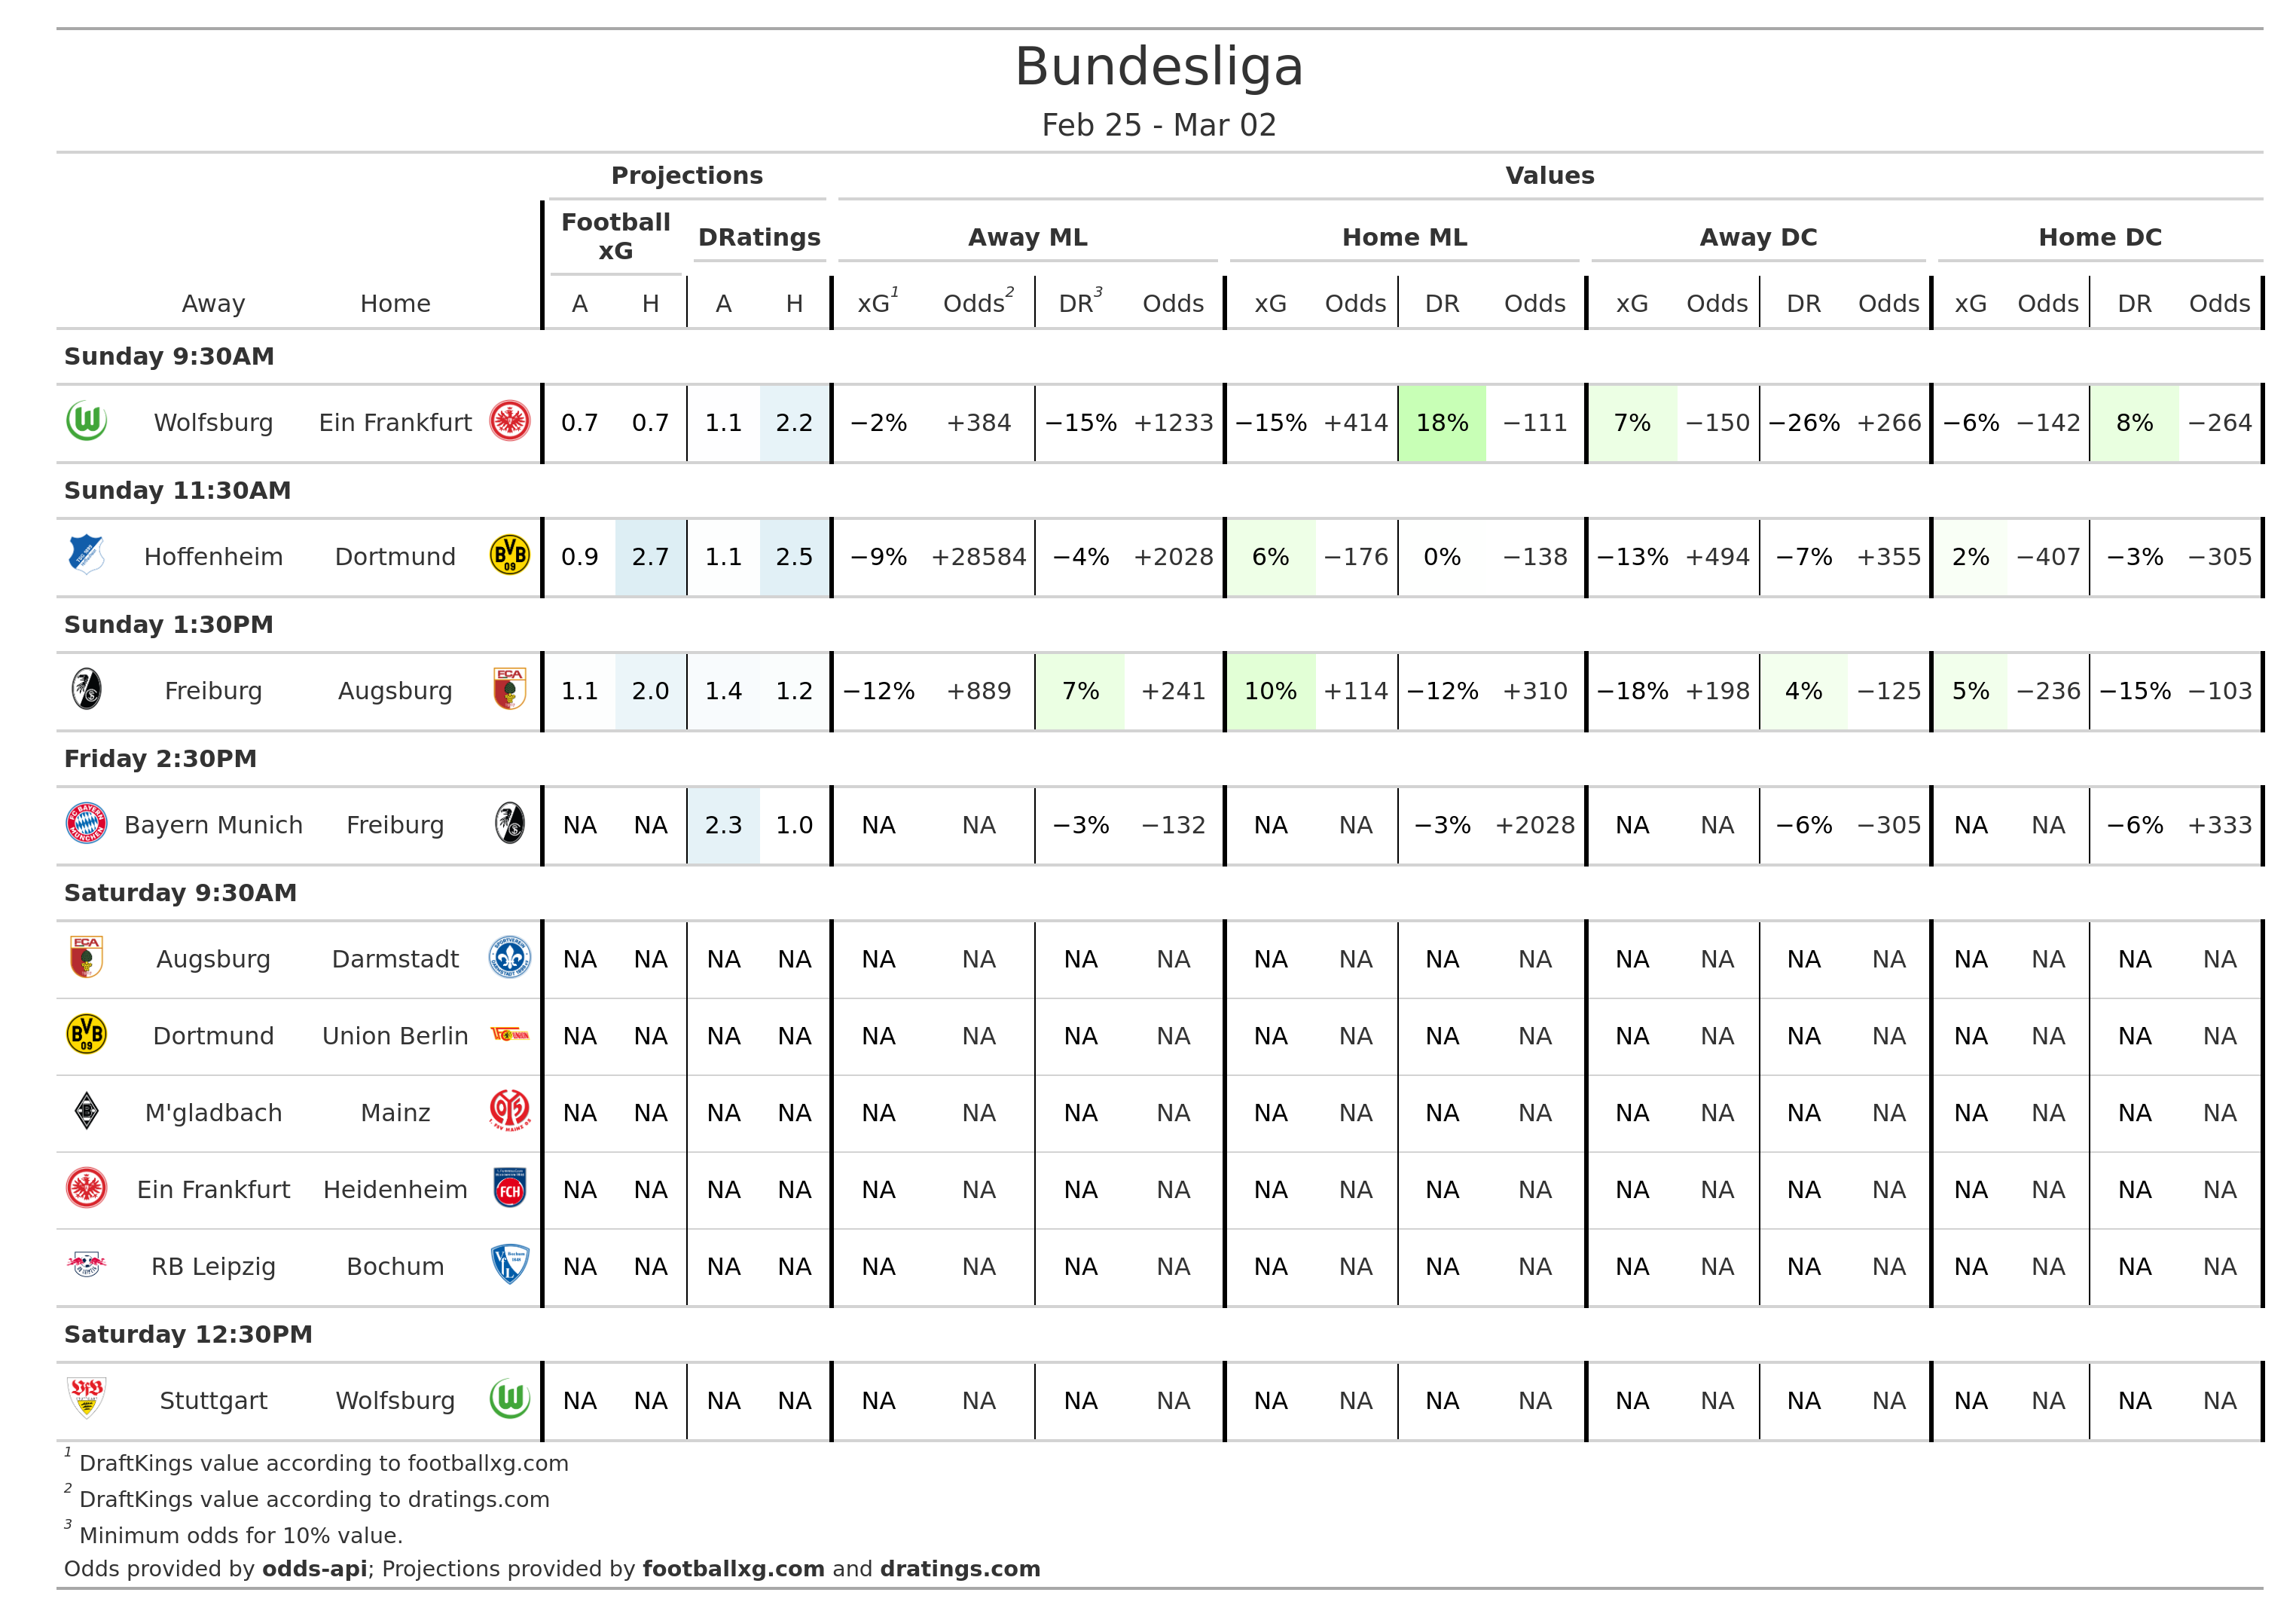 Bundesliga
Feb 25 - Mar 02
Projections Values
Football xG DRatings Away ML Home ML Away DC Home DC
Away Home A H A H xG1 Odds2 DR3 Odds xG Odds DR Odds xG Odds DR Odds xG Odds DR Odds
Sunday 9:30AM
Wolfsburg Ein Frankfurt 0.7 0.7 1.1 2.2 −2% +384 −15% +1233 −15% +414 18% −111 7% −150 −26% +266 −6% −142 8% −264
Sunday 11:30AM
Hoffenheim Dortmund BVB 09 0.9 2.7 1.1 2.5 −9% +28584 −4% +2028 6% −176 0% −138 −13% +494 −7% +355 2% −407 −3% −305
Sunday 1:30PM
Freiburg Augsburg FCA 1.1 2.0 1.4 1.2 −12% +889 7% +241 10% +114 −12% +310 −18% +198 4% −125 5% −236 −15% −103
Friday 2:30PM
Bayern Munich Freiburg NA NA 2.3 1.0 NA NA −3% −132 NA NA −3% +2028 NA NA −6% −305 NA NA −6% +333
Saturday 9:30AM
FCA Augsburg Darmstadt NA NA NA NA NA NA NA NA NA NA NA NA NA NA NA NA NA NA NA NA
BVB 09 Dortmund Union Berlin NA NA NA NA NA NA NA NA NA NA NA NA NA NA NA NA NA NA NA NA
M'gladbach Mainz NA NA NA NA NA NA NA NA NA NA NA NA NA NA NA NA NA NA NA NA
Ein Frankfurt Heidenheim FCH NA NA NA NA NA NA NA NA NA NA NA NA NA NA NA NA NA NA NA NA
RB Leipzig Bochum NA NA NA NA NA NA NA NA NA NA NA NA NA NA NA NA NA NA NA NA
Saturday 12:30PM
Stuttgart Wolfsburg NA NA NA NA NA NA NA NA NA NA NA NA NA NA NA NA NA NA NA NA
1 DraftKings value according to footballxg.com
2 DraftKings value according to dratings.com
3 Minimum odds for 10% value.
Odds provided by odds-api; Projections provided by footballxg.com and dratings.com